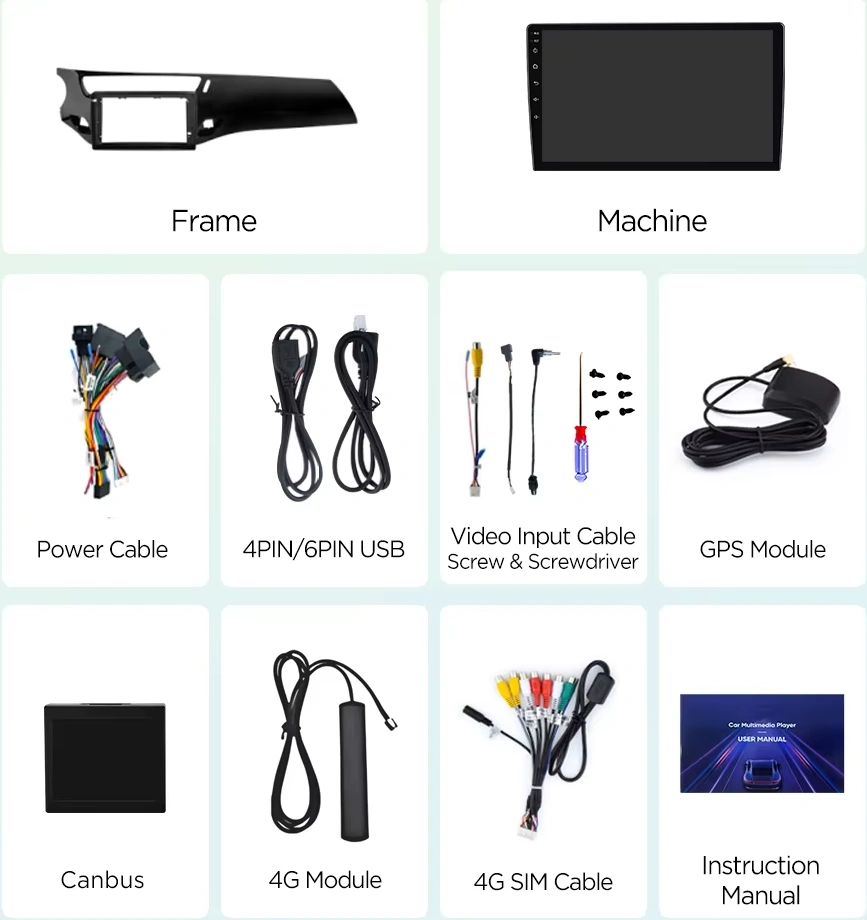 Frame
Machine
Power Cable
4PIN/6PIN USB
Video Input Cable
Screw & Screwdriver
GPS Module
Canbus
4G Module
4G SIM Cable
Car Multimedia Player
USER MANUAL
Instruction
Manual